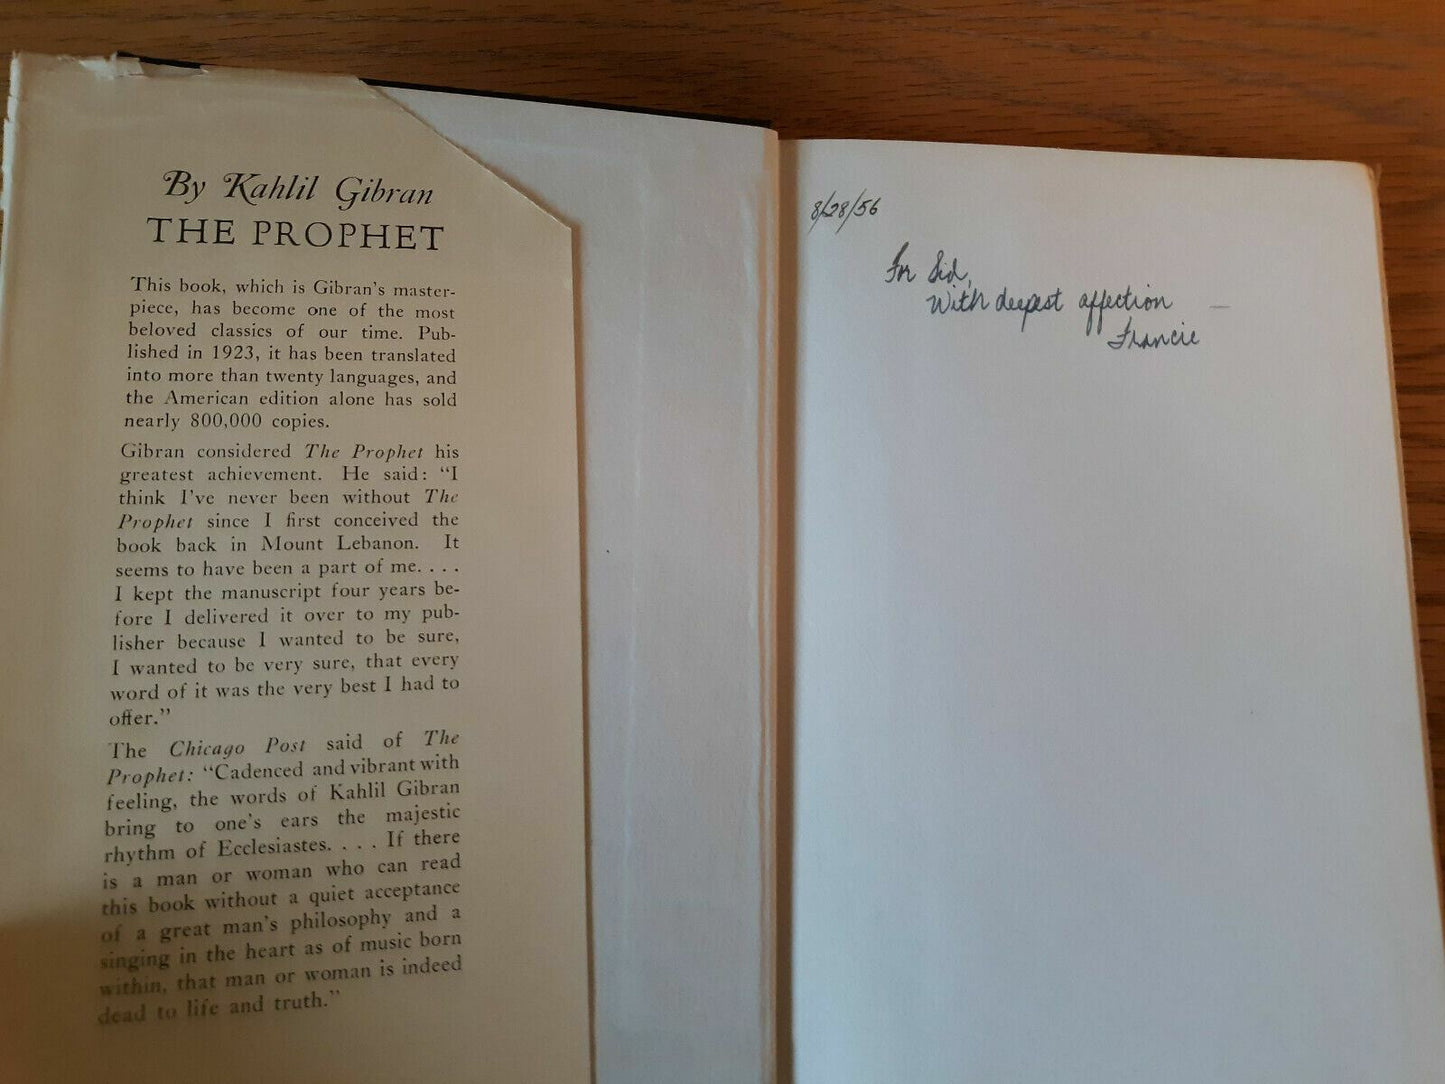 By Kahlil Gibran
THE PROPHET
This book, which is Gibran's master-
piece, has become one of the most
beloved classics of our time. Pub-
lished in 1923, it has been translated
into more than twenty languages, and
the American edition alone has sold
nearly 800,000 copies.
Gibran considered The Prophet his
greatest achievement. He said: "I
think I've never been without The
Prophet since I first conceived the
book back in Mount Lebanon. It
seems to have been a part of me. . . .
I kept the manuscript four years be-
fore I delivered it over to my pub-
lisher because I wanted to be sure,
I wanted to be very sure, that every
word of it was the very best I had to
offer."
The Chicago Post said of The
Prophet: "Cadenced and vibrant with
feeling, the words of Kahlil Gibran
bring to one's ears the majestic
rhythm of Ecclesiastes. . . . If there
is a man or woman who can read
this book without a quiet acceptance
of a great man's philosophy and a
singing in the heart as of music born
within, that man or woman is indeed
dead to life and truth."
8/28/56
For Sid,
With deepest affection —
Francie